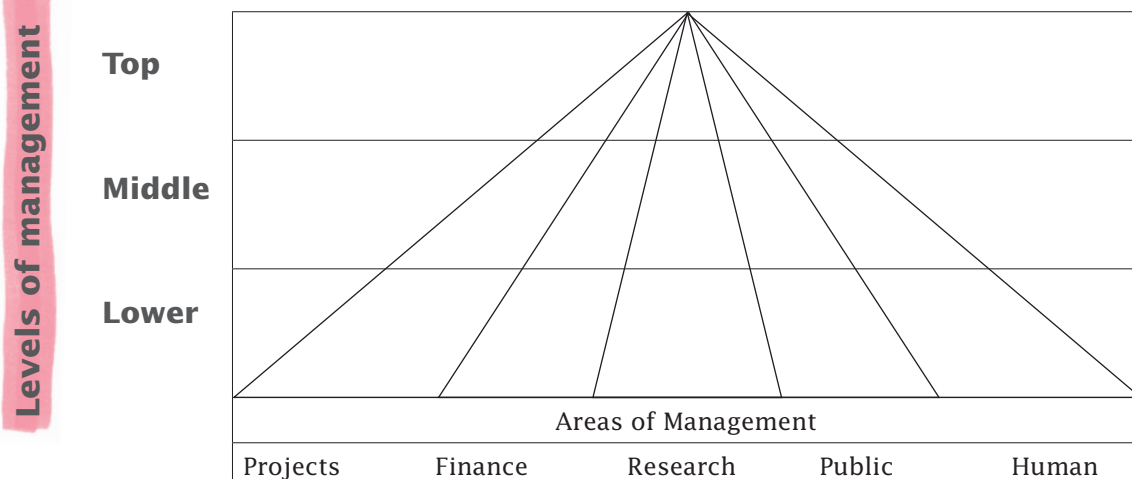 Levels of management
Top
Middle
Lower
Areas of Management
Projects Finance Research Public Human